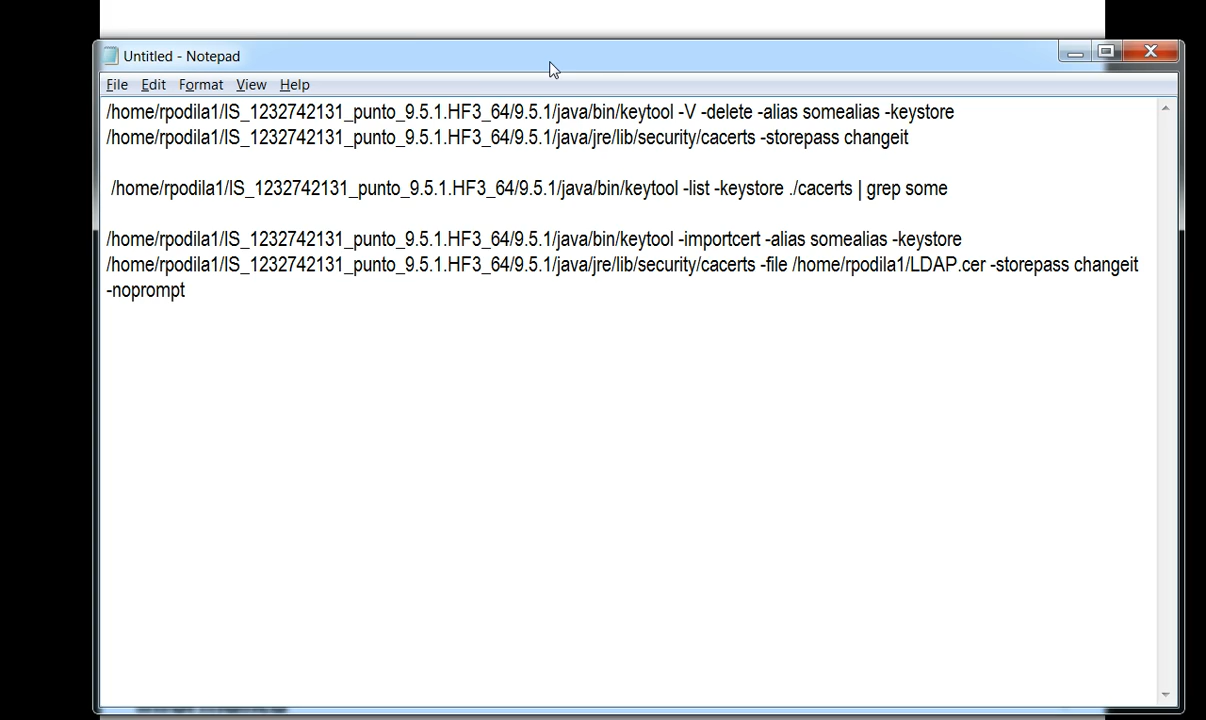 Untitled - Notepad
File Edit Format View Help
/home/rpodila1/IS_1232742131_punto_9.5.1.HF3_64/9.5.1/java/bin/keytool -V -delete -alias somealias -keystore
/home/rpodila1/IS_1232742131_punto_9.5.1.HF3_64/9.5.1/java/jre/lib/security/cacerts -storepass changeit
/home/rpodila1/IS_1232742131_punto_9.5.1.HF3_64/9.5.1/java/bin/keytool -list -keystore ./cacerts | grep some
/home/rpodila1/IS_1232742131_punto_9.5.1.HF3_64/9.5.1/java/bin/keytool -importcert -alias somealias -keystore
/home/rpodila1/IS_1232742131_punto_9.5.1.HF3_64/9.5.1/java/jre/lib/security/cacerts -file /home/rpodila1/LDAP.cer -storepass changeit
-noprompt